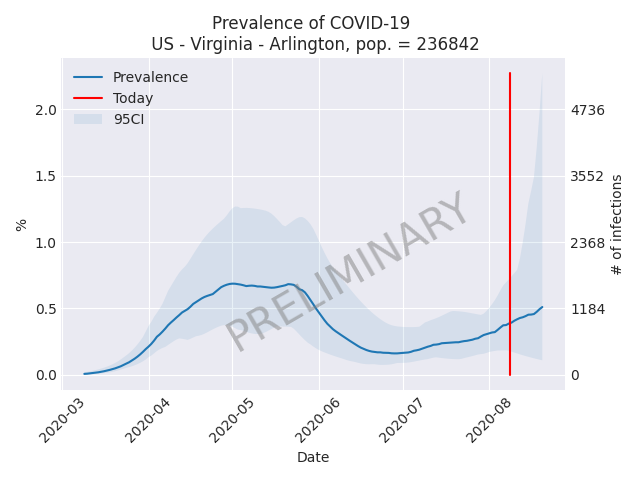 Prevalence of COVID-19
US - Virginia - Arlington, pop. = 236842
Prevalence
Today
95CI
PRELIMINARY
%
2.0
1.5
1.0
0.5
0.0
4736
3552
2368
1184
0
# of infections
2020-03
2020-04
2020-05
2020-06
2020-07
2020-08
Date